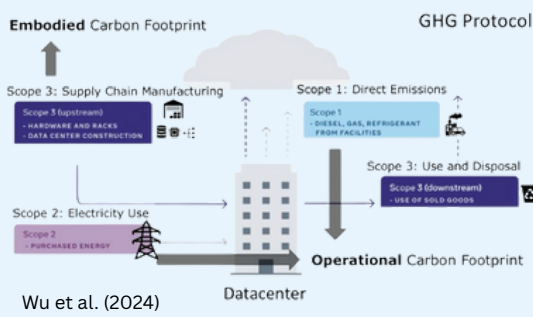 Embodied Carbon Footprint
GHG Protocol
Scope 3: Supply Chain Manufacturing
Scope 3 (upstream)
- HARDWARE AND RACKS
- DATA CENTER CONSTRUCTION
Scope 1: Direct Emissions
Scope 1
- DIESEL, GAS, REFRIGERANT
FROM FACILITIES
Scope 3: Use and Disposal
Scope 3 (downstream)
- USE OF SOLD GOODS
Scope 2: Electricity Use
Scope 2
- PURCHASED ENERGY
Operational Carbon Footprint
Datacenter
Wu et al. (2024)